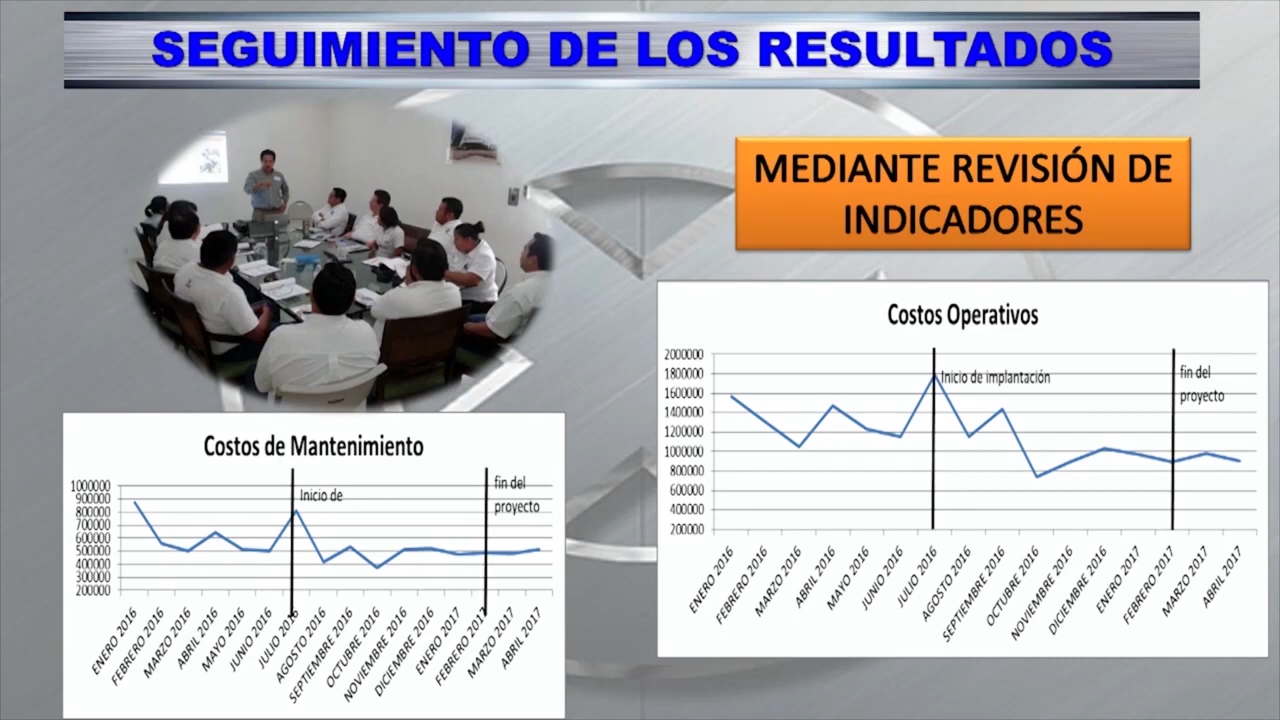 SEGUIMIENTO DE LOS RESULTADOS
MEDIANTE REVISIÓN DE
INDICADORES
Costos de Mantenimiento
1000000
900000
800000
700000
600000
500000
400000
300000
200000
Inicio de
fin del
proyecto
ENERO 2016
FEBRERO 2016
MARZO 2016
ABRIL 2016
MAYO 2016
JUNIO 2016
JULIO 2016
AGOSTO 2016
SEPTIEMBRE 2016
OCTUBRE 2016
NOVIEMBRE 2016
DICIEMBRE 2016
ENERO 2017
FEBRERO 2017
MARZO 2017
ABRIL 2017
Costos Operativos
2000000
1800000
1600000
1400000
1200000
1000000
800000
600000
400000
200000
Inicio de implantación
fin del
proyecto
ENERO 2016
FEBRERO 2016
MARZO 2016
ABRIL 2016
MAYO 2016
JUNIO 2016
JULIO 2016
AGOSTO 2016
SEPTIEMBRE 2016
OCTUBRE 2016
NOVIEMBRE 2016
DICIEMBRE 2016
ENERO 2017
FEBRERO 2017
MARZO 2017
ABRIL 2017